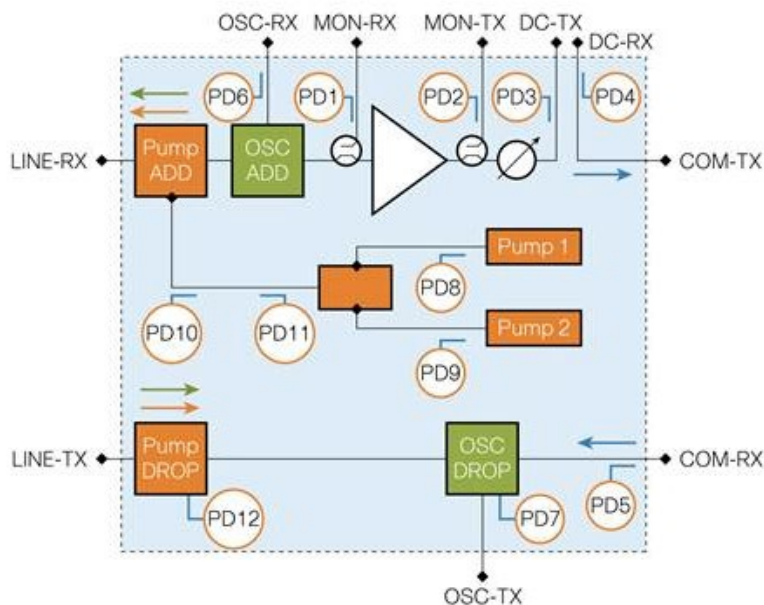 OSC-RX MON-RX MON-TX DC-TX
DC-RX
PD6 PD1 PD2 PD3 PD4
LINE-RX
Pump
ADD
OSC
ADD
COM-TX
Pump 1
PD8
PD10 PD11
Pump 2
PD9
LINE-TX
Pump
DROP
OSC
DROP
COM-RX
PD12
PD7
PD5
OSC-TX